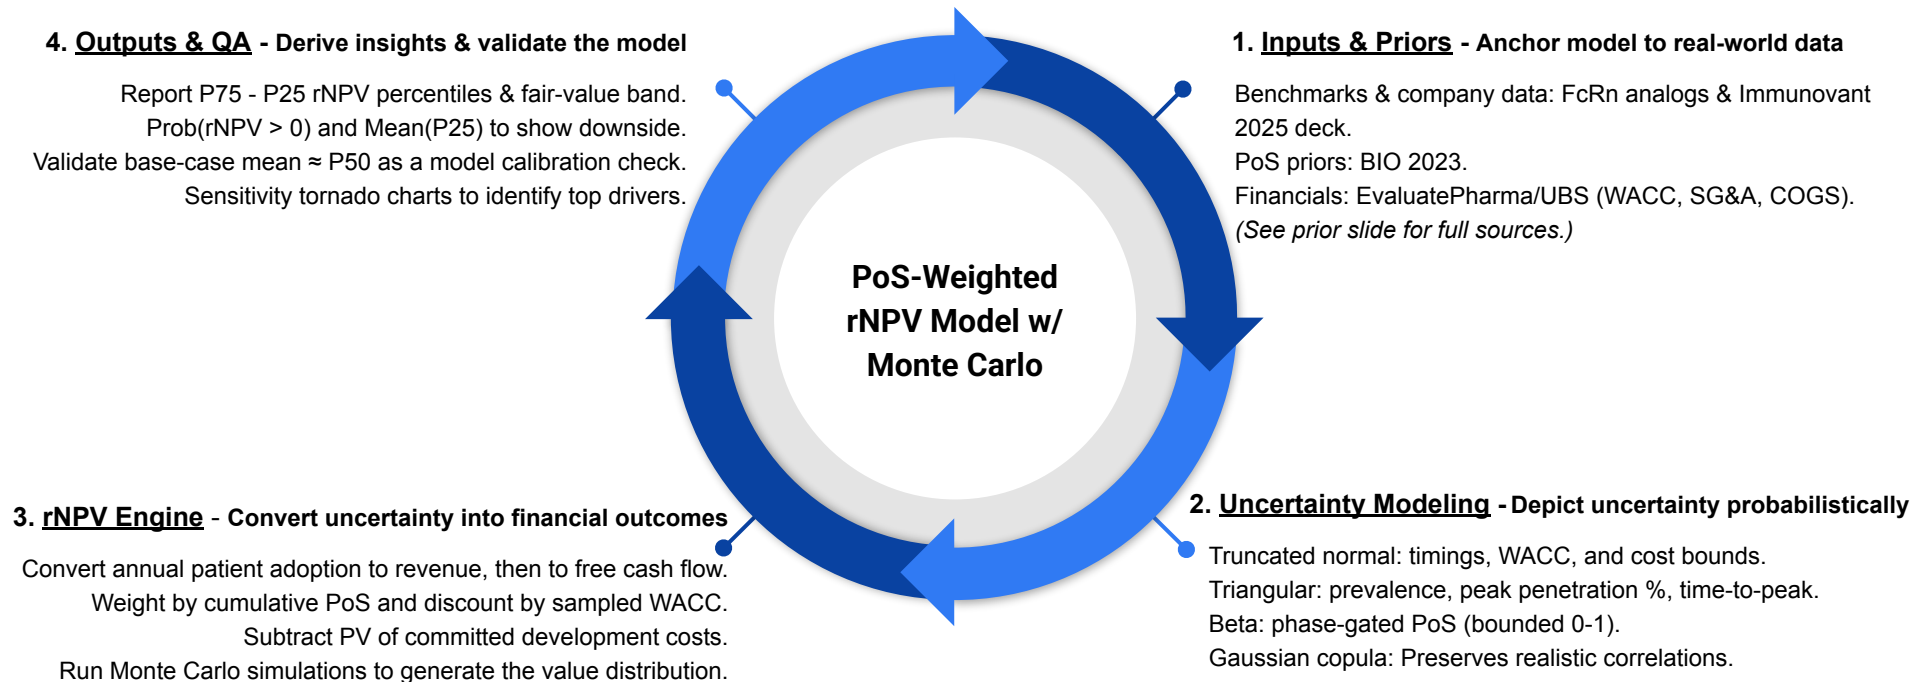 4. Outputs & QA - Derive insights & validate the model
Report P75 - P25 rNPV percentiles & fair-value band.
Prob(rNPV > 0) and Mean(P25) to show downside.
Validate base-case mean ≈ P50 as a model calibration check.
Sensitivity tornado charts to identify top drivers.
1. Inputs & Priors - Anchor model to real-world data
Benchmarks & company data: FcRn analogs & Immunovant
2025 deck.
PoS priors: BIO 2023.
Financials: EvaluatePharma/UBS (WACC, SG&A, COGS).
(See prior slide for full sources.)
PoS-Weighted
rNPV Model w/
Monte Carlo
3. rNPV Engine - Convert uncertainty into financial outcomes
Convert annual patient adoption to revenue, then to free cash flow.
Weight by cumulative PoS and discount by sampled WACC.
Subtract PV of committed development costs.
Run Monte Carlo simulations to generate the value distribution.
2. Uncertainty Modeling - Depict uncertainty probabilistically
Truncated normal: timings, WACC, and cost bounds.
Triangular: prevalence, peak penetration %, time-to-peak.
Beta: phase-gated PoS (bounded 0-1).
Gaussian copula: Preserves realistic correlations.